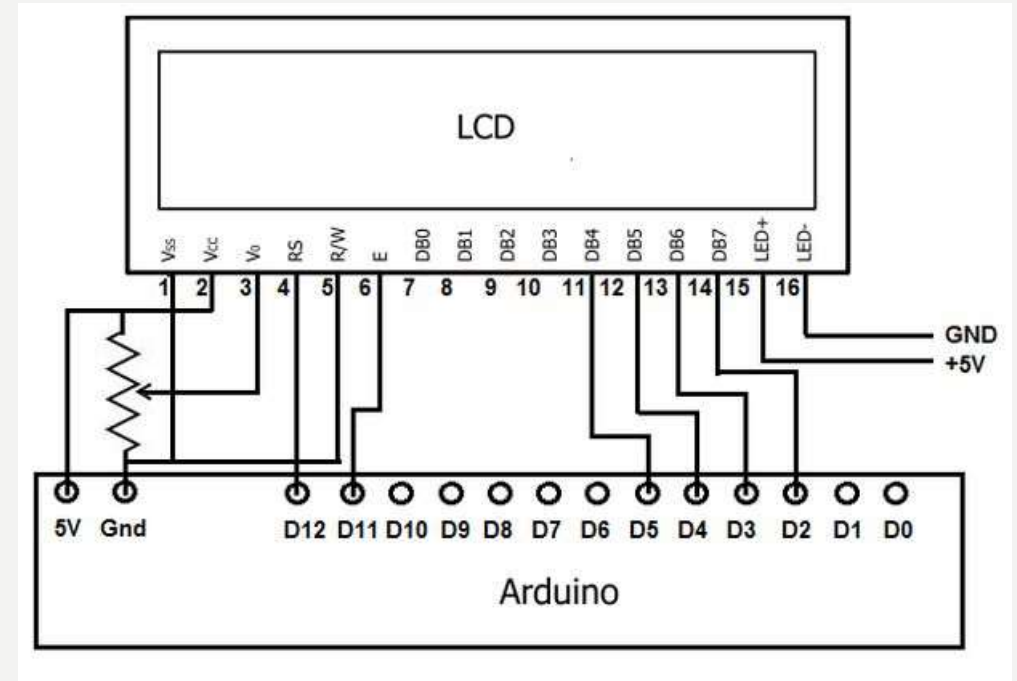 LCD
Vss Vcc V₀ RS R/W E DB0 DB1 DB2 DB3 DB4 DB5 DB6 DB7 LED+ LED-
1 2 3 4 5 6 7 8 9 10 11 12 13 14 15 16
GND
+5V
5V Gnd D12 D11 D10 D9 D8 D7 D6 D5 D4 D3 D2 D1 D0
Arduino